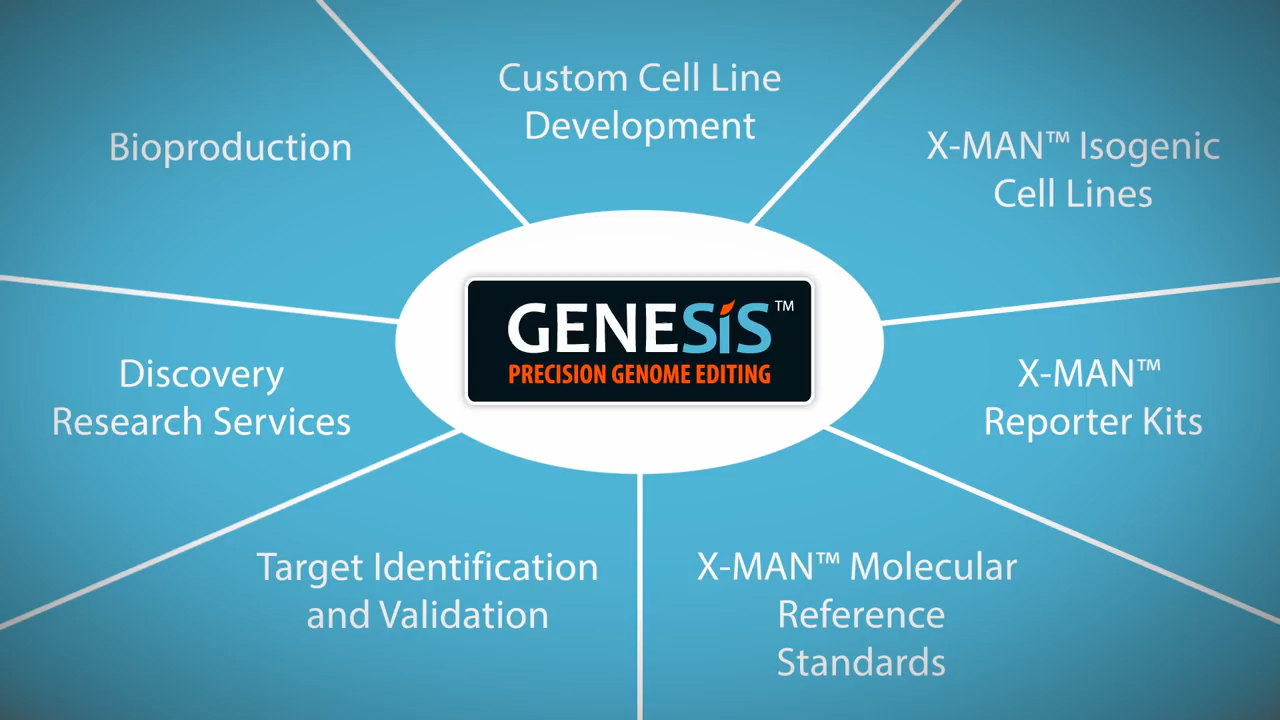 Custom Cell Line
Development
Bioproduction
X-MAN™ Isogenic
Cell Lines
GENESiS™
PRECISION GENOME EDITING
Discovery
Research Services
X-MAN™
Reporter Kits
Target Identification
and Validation
X-MAN™ Molecular
Reference
Standards